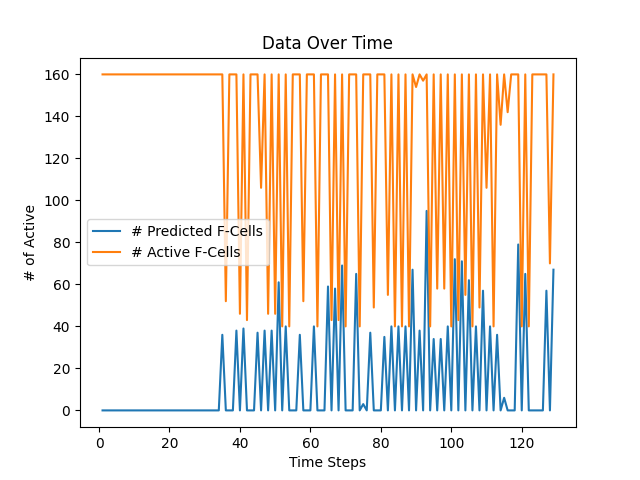 Data Over Time
160
140
120
100
80
60
40
20
0
# of Active
# Predicted F-Cells
# Active F-Cells
0 20 40 60 80 100 120
Time Steps